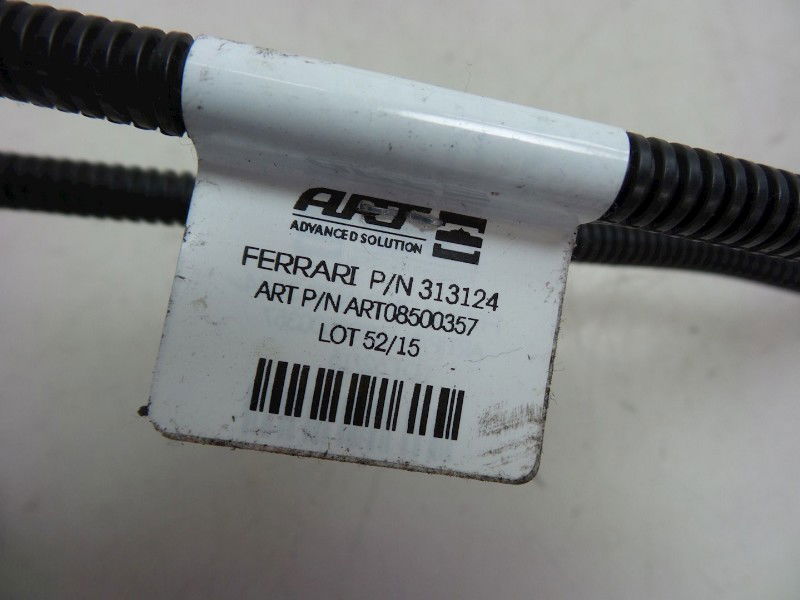 ART
ADVANCED SOLUTION
FERRARI P/N 313124
ART P/N ART08500357
LOT 52/15